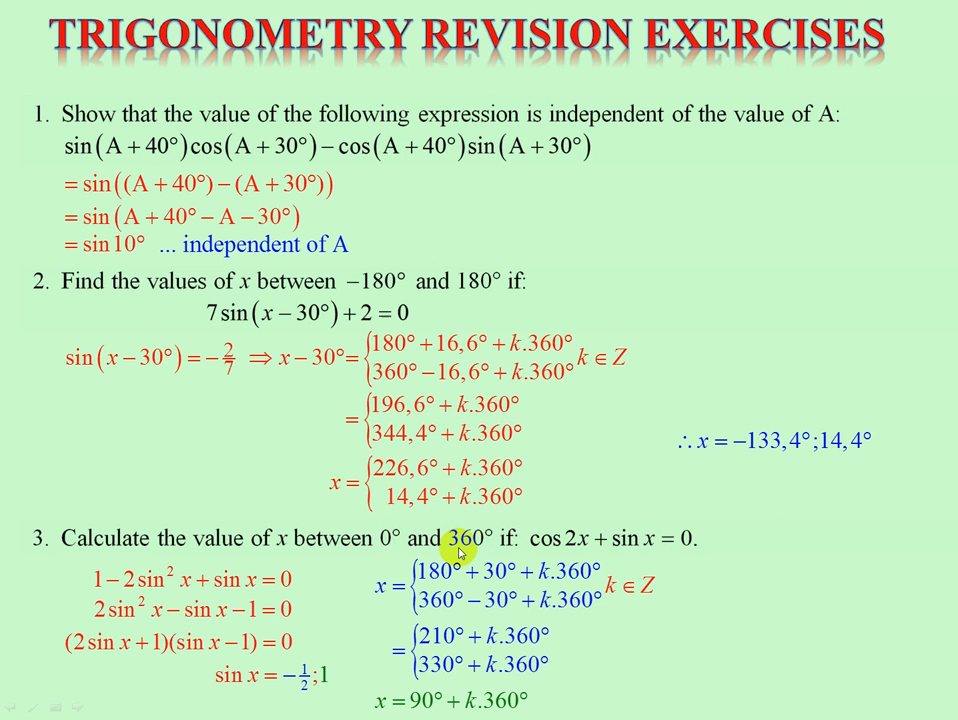 TRIGONOMETRY REVISION EXERCISES
1. Show that the value of the following expression is independent of the value of A:
sin(A + 40°)cos(A + 30°) − cos(A + 40°)sin(A + 30°)
= sin((A + 40°) − (A + 30°))
= sin(A + 40° − A − 30°)
= sin10° ... independent of A
2. Find the values of x between −180° and 180° if:
7sin(x − 30°) + 2 = 0
sin(x − 30°) = −2/7 ⇒ x − 30° = {180° + 16,6° + k.360°
360° − 16,6° + k.360° k ∈ Z
= {196,6° + k.360°
344,4° + k.360°
∴ x = −133,4°;14,4°
x = {226,6° + k.360°
14,4° + k.360°
3. Calculate the value of x between 0° and 360° if: cos2x + sin x = 0.
1 − 2sin² x + sin x = 0
2sin² x − sin x − 1 = 0
(2sin x + 1)(sin x − 1) = 0
sin x = −1/2;1
x = {180° + 30° + k.360°
360° − 30° + k.360° k ∈ Z
= {210° + k.360°
330° + k.360°
x = 90° + k.360°